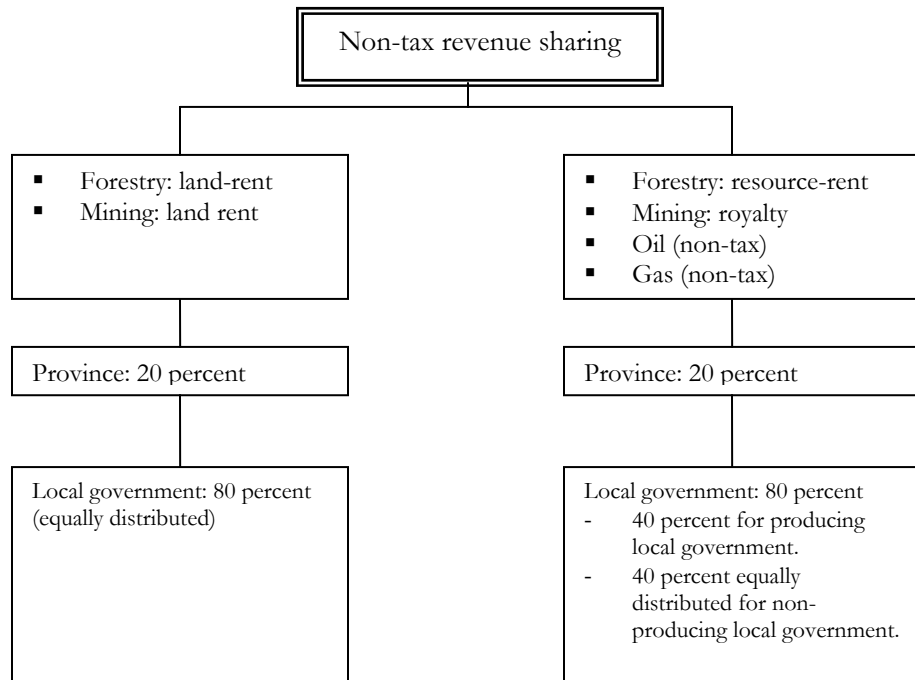 Non-tax revenue sharing
▪ Forestry: land-rent
▪ Mining: land rent
▪ Forestry: resource-rent
▪ Mining: royalty
▪ Oil (non-tax)
▪ Gas (non-tax)
Province: 20 percent
Province: 20 percent
Local government: 80 percent
(equally distributed)
Local government: 80 percent
- 40 percent for producing
local government.
- 40 percent equally
distributed for non-
producing local government.